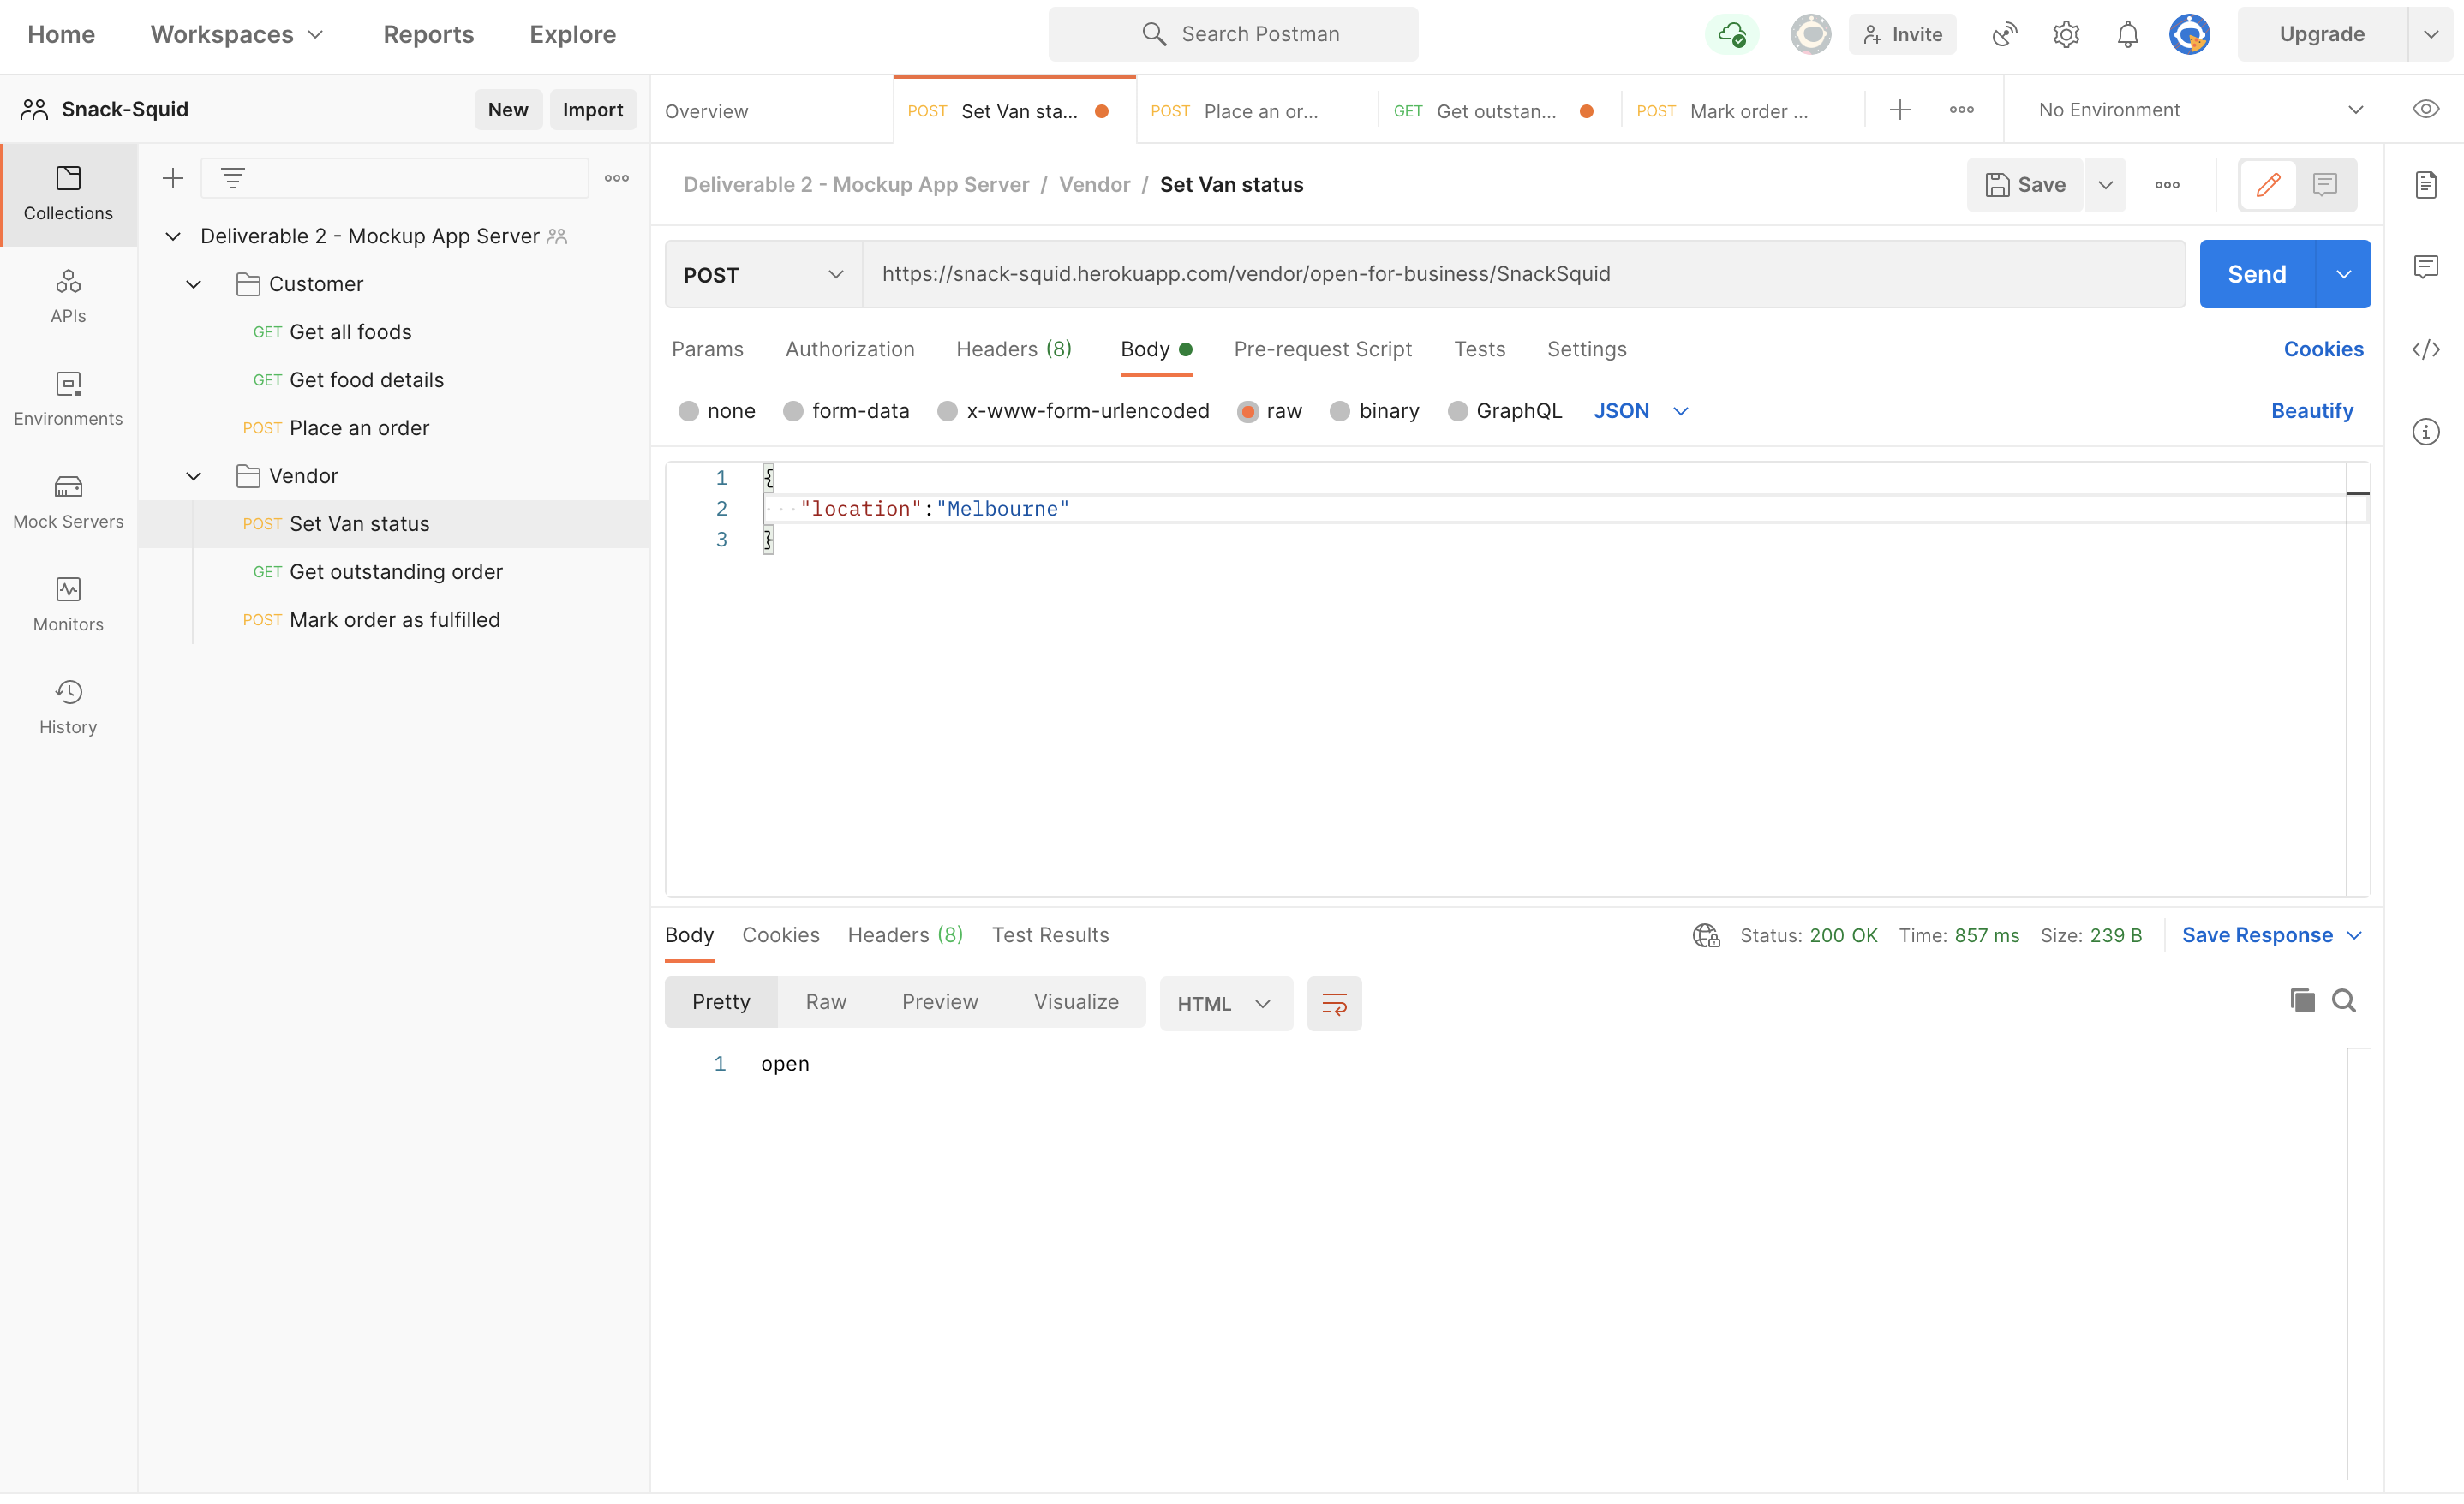 Home Workspaces Reports Explore Search Postman Invite Upgrade
Snack-Squid New Import
Overview POST Set Van sta... POST Place an or... GET Get outstan... POST Mark order ... No Environment
Collections
APIs
Environments
Mock Servers
Monitors
History
Deliverable 2 - Mockup App Server
Customer
GET Get all foods
GET Get food details
POST Place an order
Vendor
POST Set Van status
GET Get outstanding order
POST Mark order as fulfilled
Deliverable 2 - Mockup App Server / Vendor / Set Van status Save
POST https://snack-squid.herokuapp.com/vendor/open-for-business/SnackSquid Send
Params Authorization Headers (8) Body Pre-request Script Tests Settings Cookies
none form-data x-www-form-urlencoded raw binary GraphQL JSON Beautify
1 {
2 "location":"Melbourne"
3 }
Body Cookies Headers (8) Test Results Status: 200 OK Time: 857 ms Size: 239 B Save Response
Pretty Raw Preview Visualize HTML
1 open